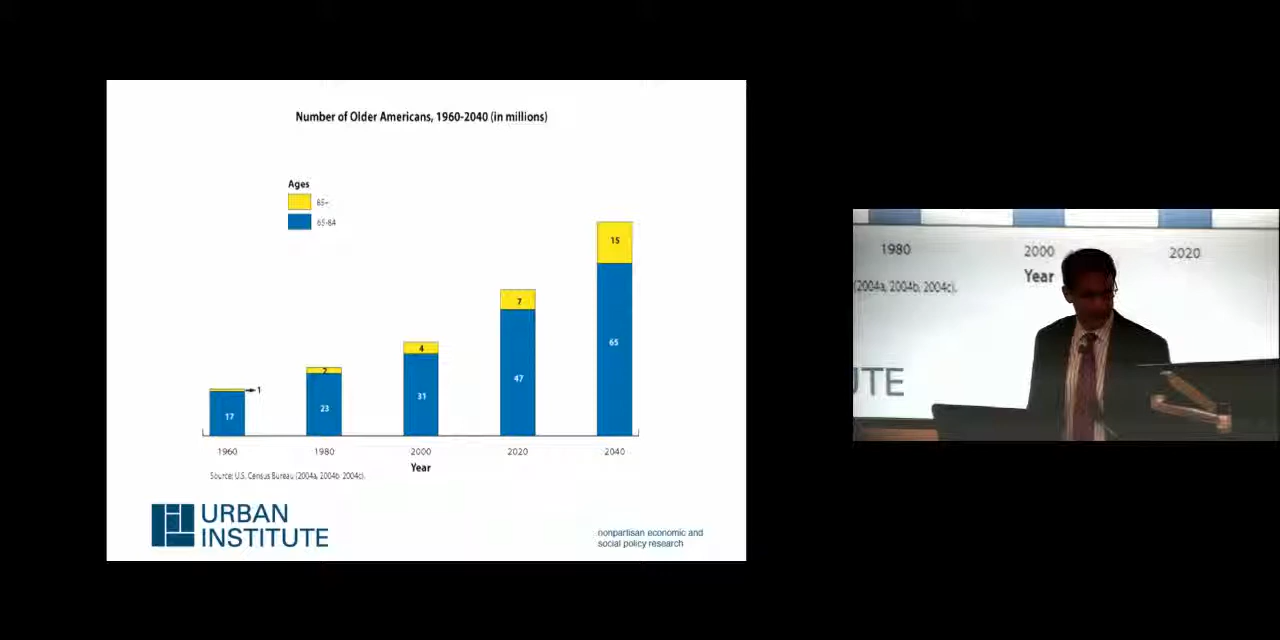 Number of Older Americans, 1960-2040 (in millions)
Ages
85+
65-84
15
7
65
4
2
47
1
31
23
17
1960 1980 2000 2020 2040
Year
Source: U.S. Census Bureau (2004a, 2004b, 2004c).
URBAN
INSTITUTE
nonpartisan economic and
social policy research
1980 2000 2020
Year
(2004a, 2004b, 2004c).
UTE